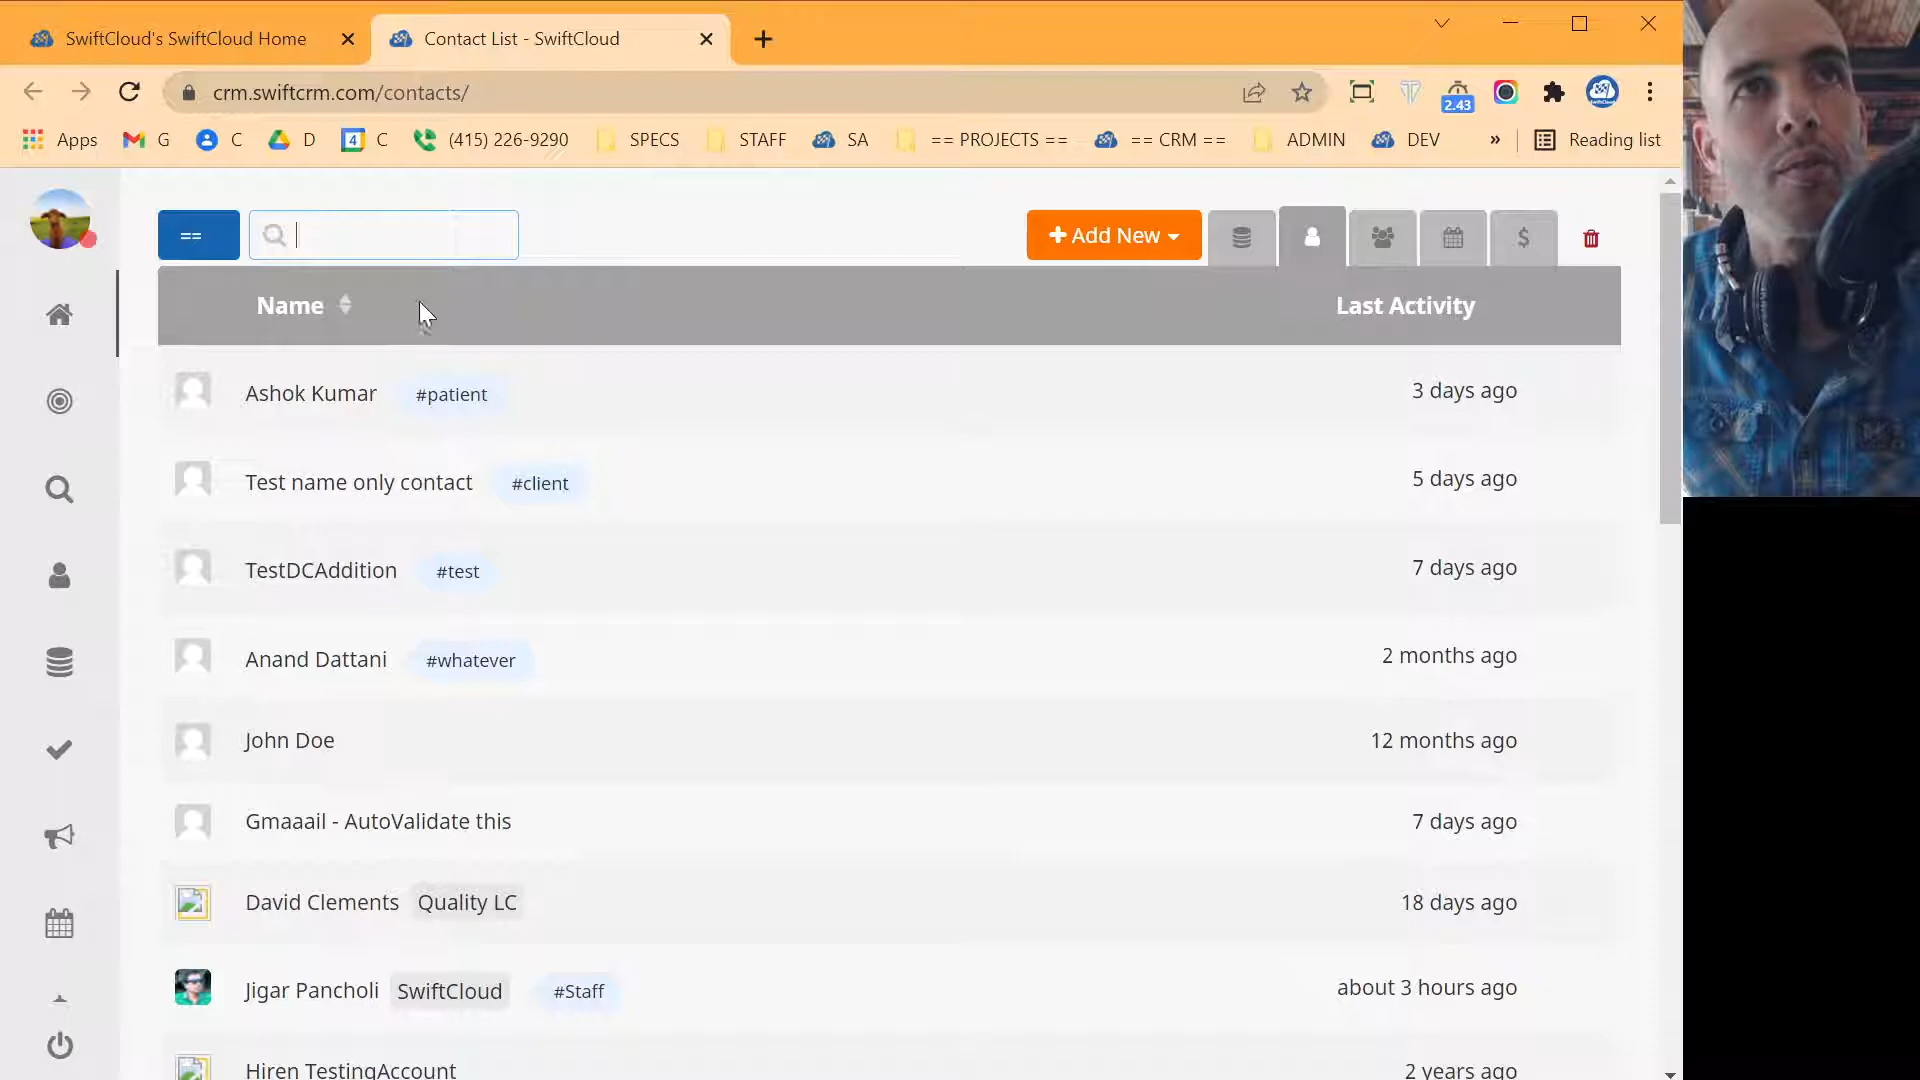 SwiftCloud's SwiftCloud Home
Contact List - SwiftCloud
crm.swiftcrm.com/contacts/
2.43
Apps G C D 4 C (415) 226-9290 SPECS STAFF SA == PROJECTS == == CRM == ADMIN DEV » Reading list
== + Add New $
Name Last Activity
Ashok Kumar #patient 3 days ago
Test name only contact #client 5 days ago
TestDCAddition #test 7 days ago
Anand Dattani #whatever 2 months ago
John Doe 12 months ago
Gmaaail - AutoValidate this 7 days ago
David Clements Quality LC 18 days ago
Jigar Pancholi SwiftCloud #Staff about 3 hours ago
Hiren TestingAccount 2 years ago